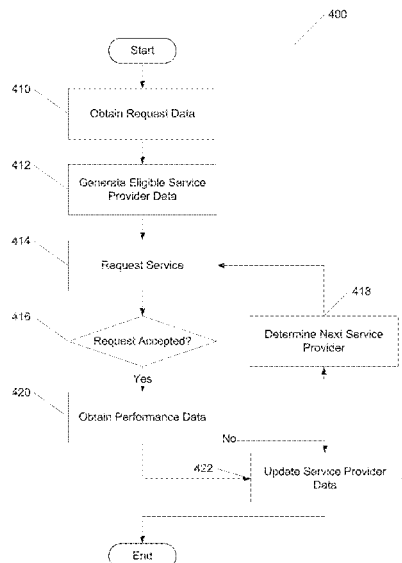 400
Start
410
Obtain Request Data
412
Generate Eligible Service
Provider Data
414
Request Service
416
Request Accepted?
418
Determine Next Service
Provider
Yes
420
Obtain Performance Data
No
422
Update Service Provider
Data
End